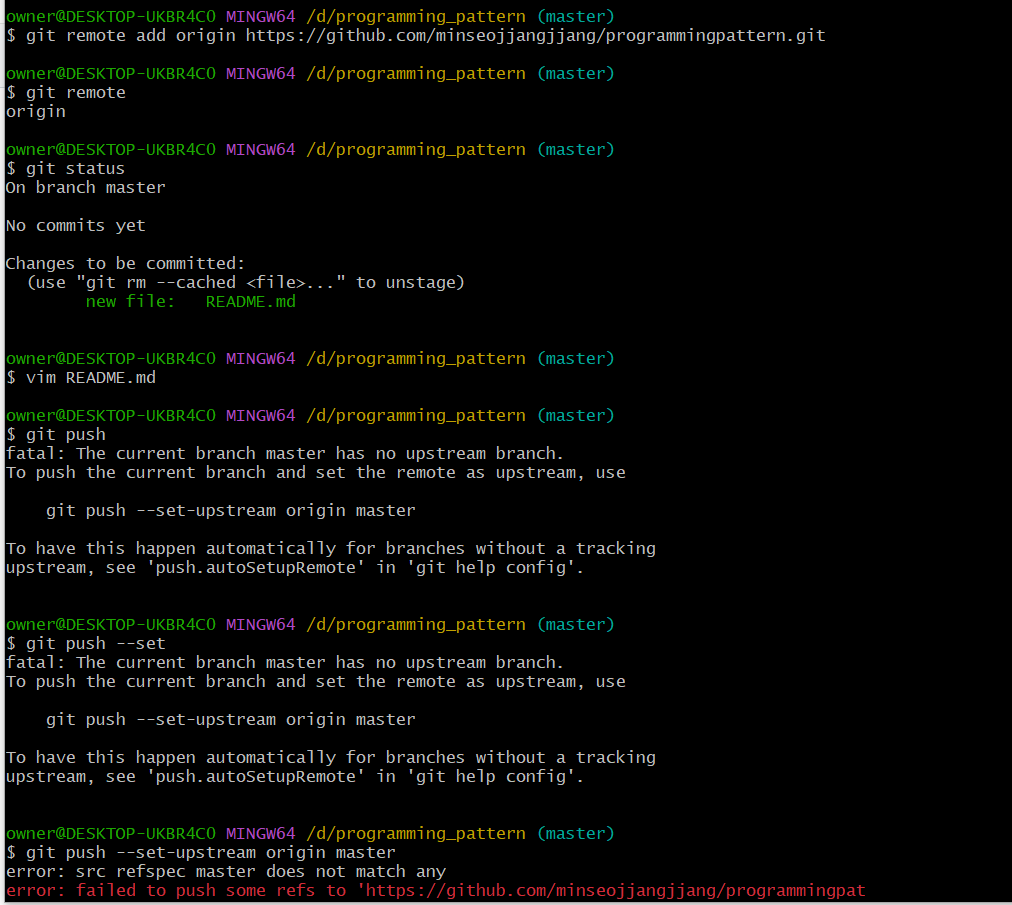 owner@DESKTOP-UKBR4CO MINGW64 /d/programming_pattern (master)
$ git remote add origin https://github.com/minseojjangjjang/programmingpattern.git
owner@DESKTOP-UKBR4CO MINGW64 /d/programming_pattern (master)
$ git remote
origin
owner@DESKTOP-UKBR4CO MINGW64 /d/programming_pattern (master)
$ git status
On branch master
No commits yet
Changes to be committed:
  (use "git rm --cached <file>..." to unstage)
        new file:   README.md
owner@DESKTOP-UKBR4CO MINGW64 /d/programming_pattern (master)
$ vim README.md
owner@DESKTOP-UKBR4CO MINGW64 /d/programming_pattern (master)
$ git push
fatal: The current branch master has no upstream branch.
To push the current branch and set the remote as upstream, use
    git push --set-upstream origin master
To have this happen automatically for branches without a tracking
upstream, see 'push.autoSetupRemote' in 'git help config'.
owner@DESKTOP-UKBR4CO MINGW64 /d/programming_pattern (master)
$ git push --set
fatal: The current branch master has no upstream branch.
To push the current branch and set the remote as upstream, use
    git push --set-upstream origin master
To have this happen automatically for branches without a tracking
upstream, see 'push.autoSetupRemote' in 'git help config'.
owner@DESKTOP-UKBR4CO MINGW64 /d/programming_pattern (master)
$ git push --set-upstream origin master
error: src refspec master does not match any
error: failed to push some refs to 'https://github.com/minseojjangjjang/programmingpat